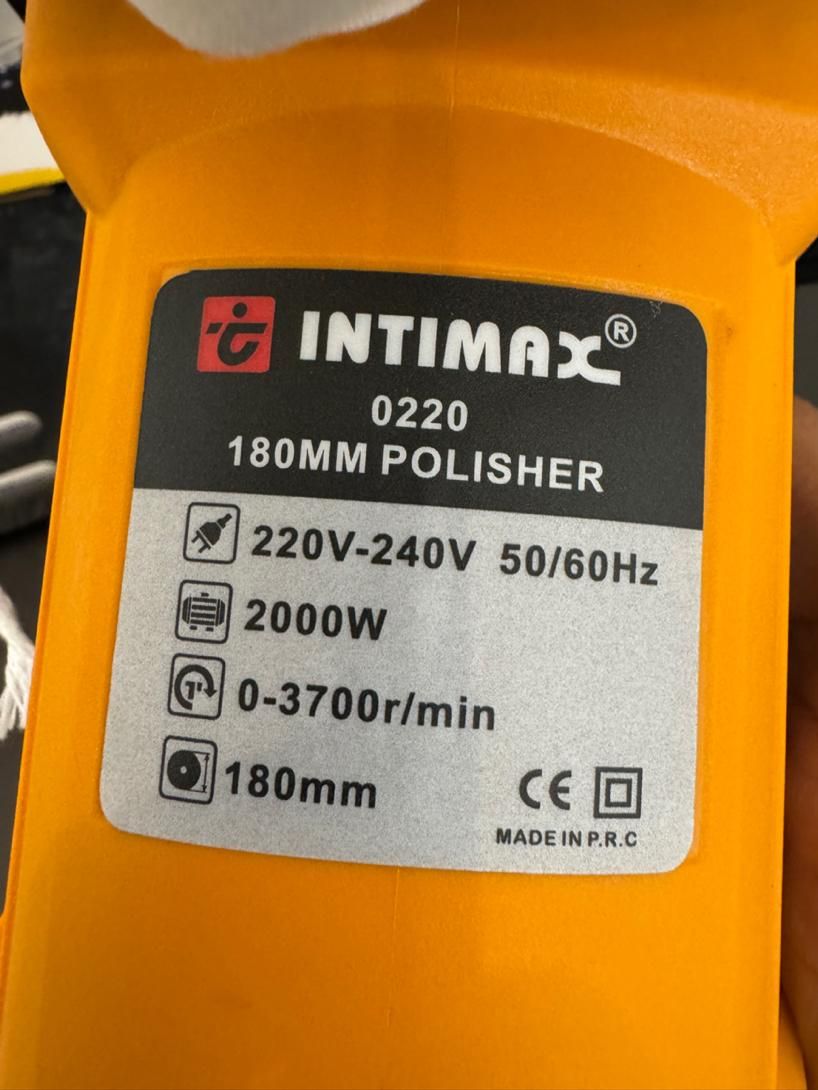 INTIMAX®
0220
180MM POLISHER
220V-240V 50/60Hz
2000W
0-3700r/min
180mm
CE
MADE IN P.R.C